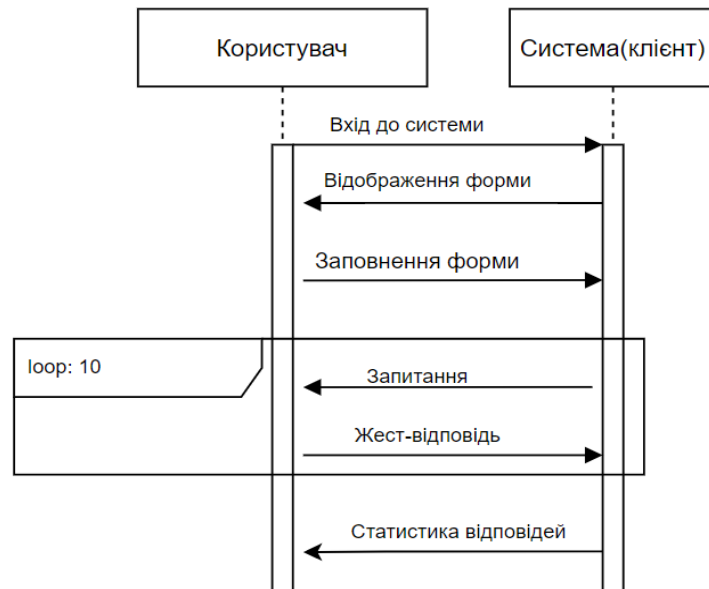 Користувач
Система(клієнт)
Вхід до системи
Відображення форми
Заповнення форми
loop: 10
Запитання
Жест-відповідь
Статистика відповідей